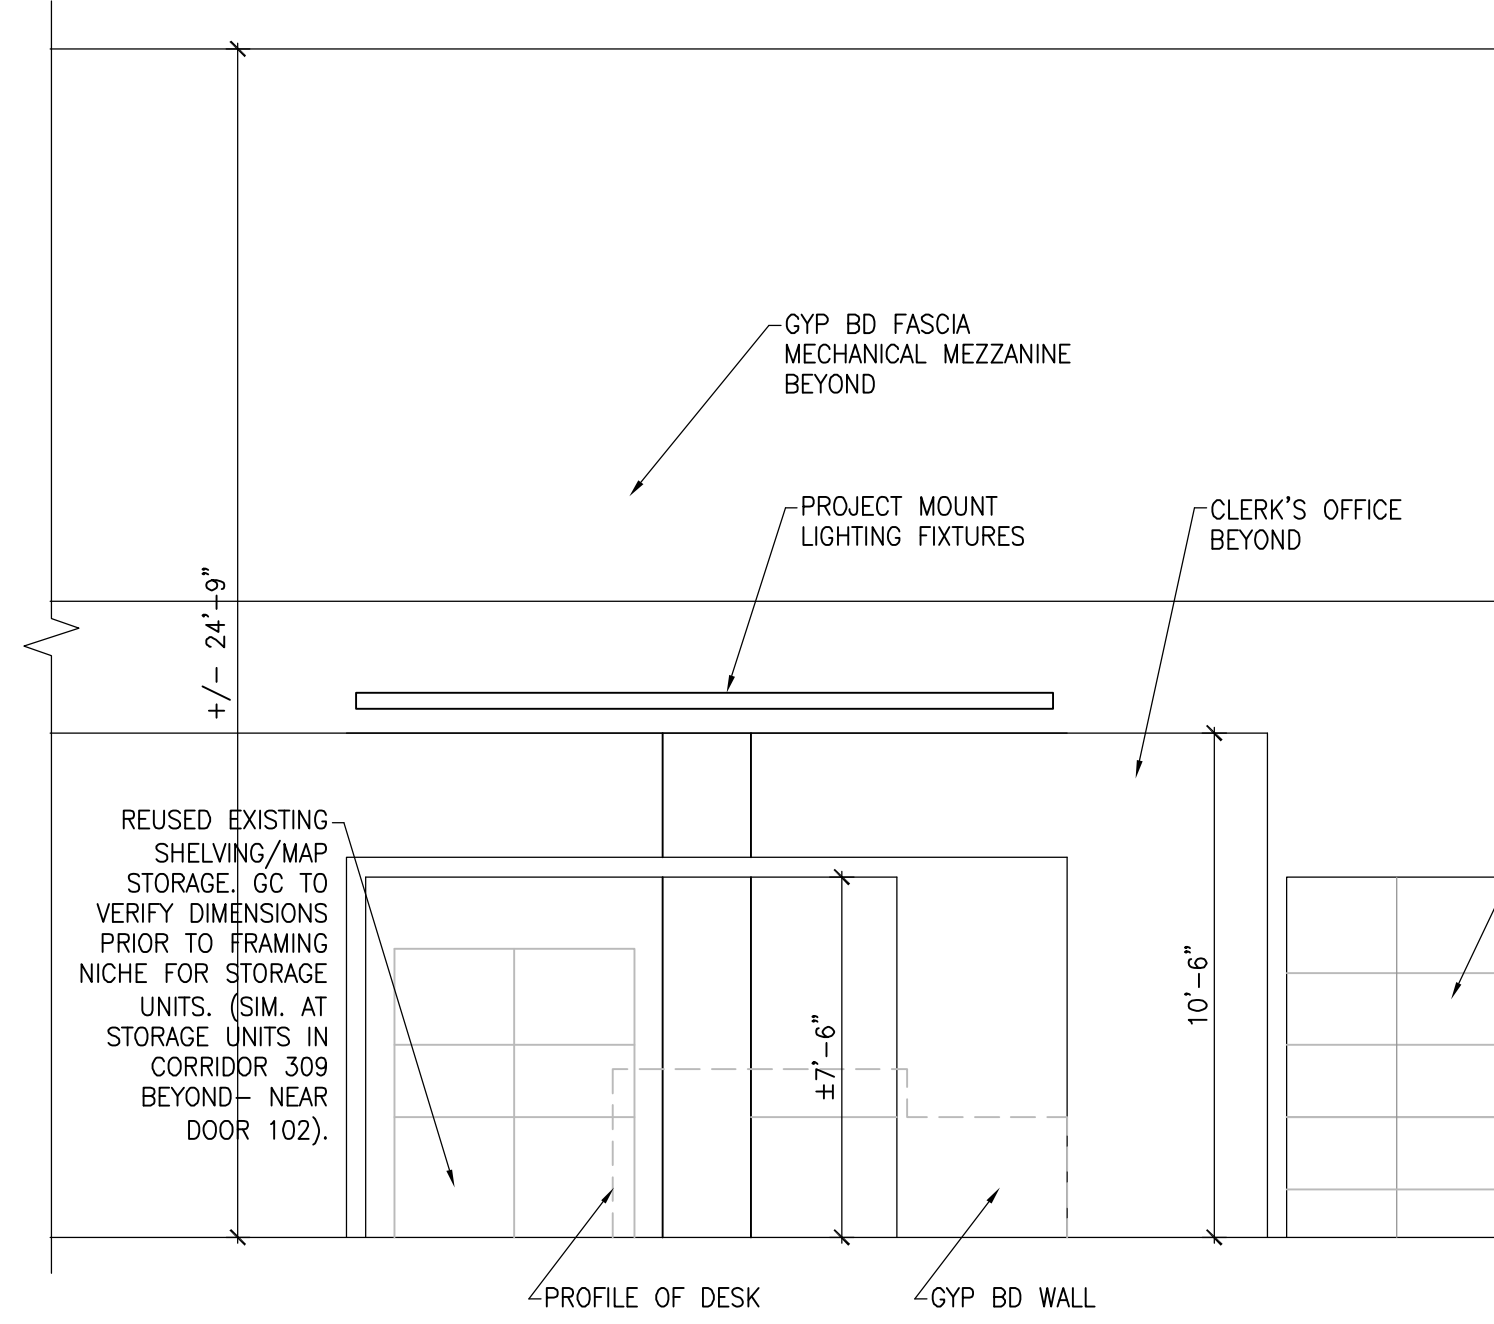 GYP BD FASCIA
MECHANICAL MEZZANINE
BEYOND
PROJECT MOUNT
LIGHTING FIXTURES
CLERK'S OFFICE
BEYOND
+/- 24'-9"
REUSED EXISTING
SHELVING/MAP
STORAGE. GC TO
VERIFY DIMENSIONS
PRIOR TO FRAMING
NICHE FOR STORAGE
UNITS. (SIM. AT
STORAGE UNITS IN
CORRIDOR 309
BEYOND- NEAR
DOOR 102).
±7'-6"
10'-6"
PROFILE OF DESK
GYP BD WALL